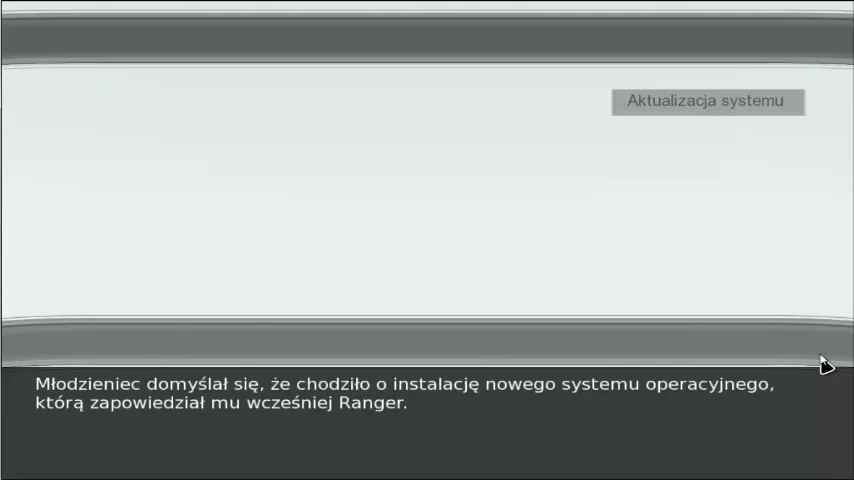 Aktualizacja systemu
Młodzieniec domyślał się, że chodziło o instalację nowego systemu operacyjnego,
którą zapowiedział mu wcześniej Ranger.